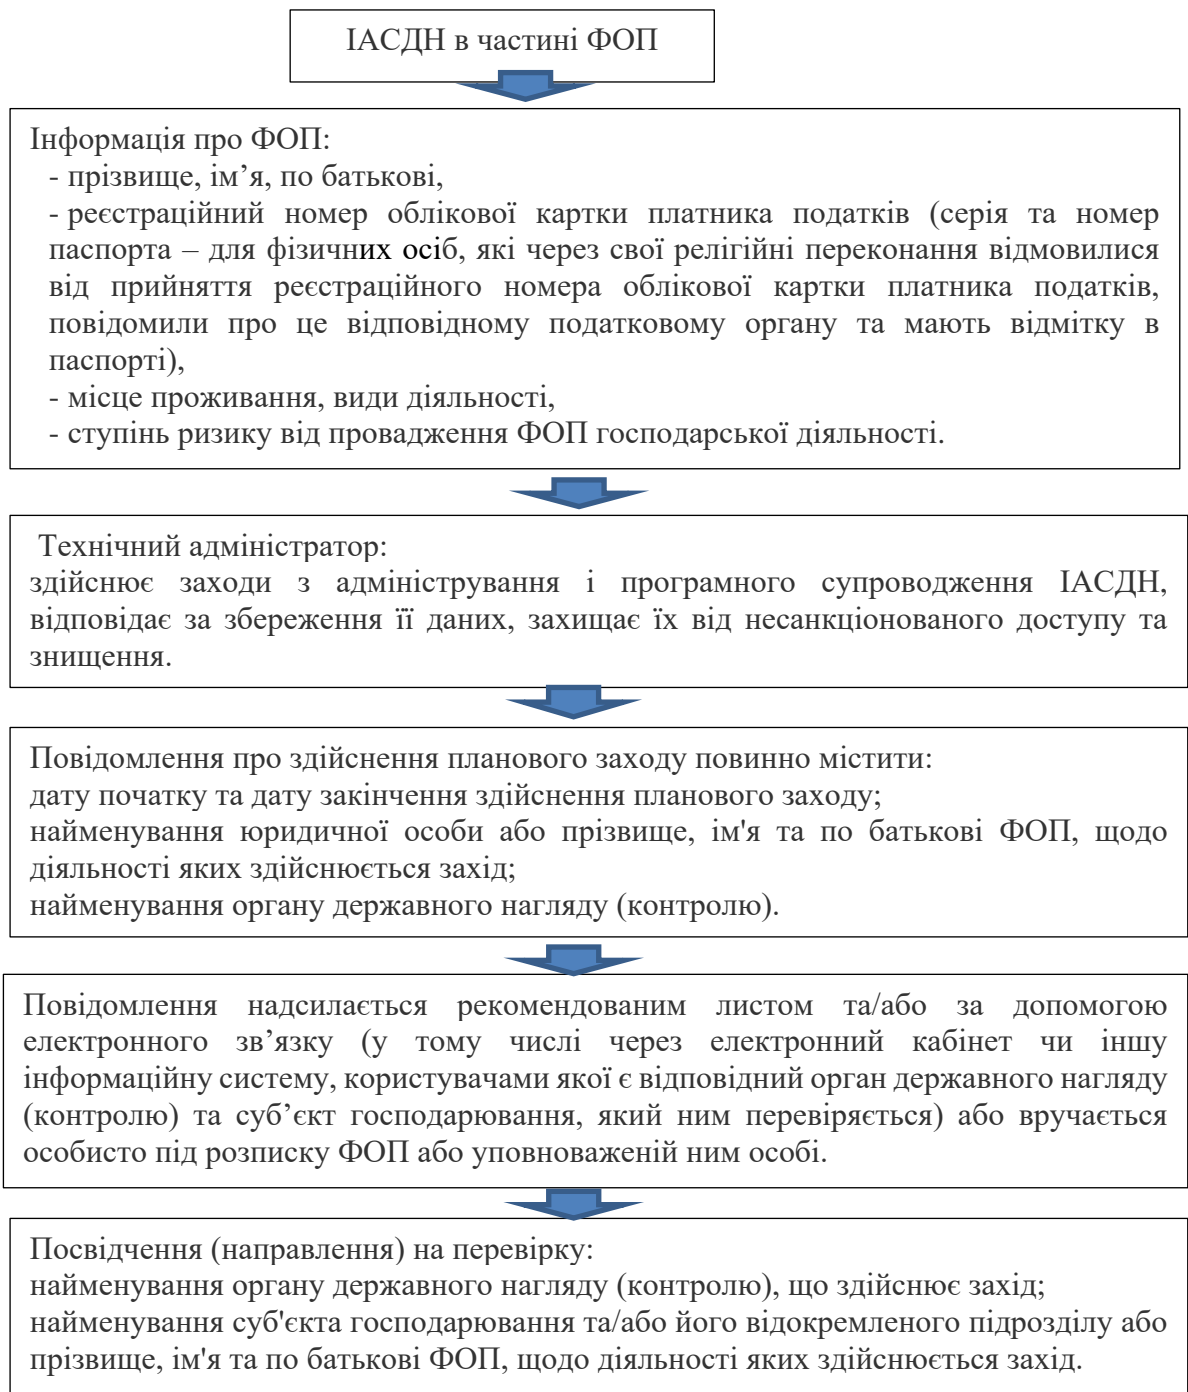 ІАСДН в частині ФОП
Інформація про ФОП:
- прізвище, ім’я, по батькові,
- реєстраційний номер облікової картки платника податків (серія та номер
паспорта – для фізичних осіб, які через свої релігійні переконання відмовилися
від прийняття реєстраційного номера облікової картки платника податків,
повідомили про це відповідному податковому органу та мають відмітку в
паспорті),
- місце проживання, види діяльності,
- ступінь ризику від провадження ФОП господарської діяльності.
Технічний адміністратор:
здійснює заходи з адміністрування і програмного супроводження ІАСДН,
відповідає за збереження її даних, захищає їх від несанкціонованого доступу та
знищення.
Повідомлення про здійснення планового заходу повинно містити:
дату початку та дату закінчення здійснення планового заходу;
найменування юридичної особи або прізвище, ім'я та по батькові ФОП, щодо
діяльності яких здійснюється захід;
найменування органу державного нагляду (контролю).
Повідомлення надсилається рекомендованим листом та/або за допомогою
електронного зв’язку (у тому числі через електронний кабінет чи іншу
інформаційну систему, користувачами якої є відповідний орган державного нагляду
(контролю) та суб’єкт господарювання, який ним перевіряється) або вручається
особисто під розписку ФОП або уповноваженій ним особі.
Посвідчення (направлення) на перевірку:
найменування органу державного нагляду (контролю), що здійснює захід;
найменування суб'єкта господарювання та/або його відокремленого підрозділу або
прізвище, ім'я та по батькові ФОП, щодо діяльності яких здійснюється захід.